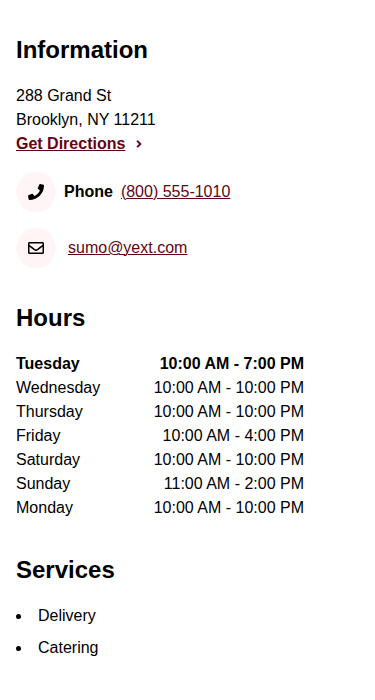 Information
288 Grand St
Brooklyn, NY 11211
Get Directions
Phone (800) 555-1010
sumo@yext.com
Hours
Tuesday 10:00 AM - 7:00 PM
Wednesday 10:00 AM - 10:00 PM
Thursday 10:00 AM - 10:00 PM
Friday 10:00 AM - 4:00 PM
Saturday 10:00 AM - 10:00 PM
Sunday 11:00 AM - 2:00 PM
Monday 10:00 AM - 10:00 PM
Services
• Delivery
• Catering